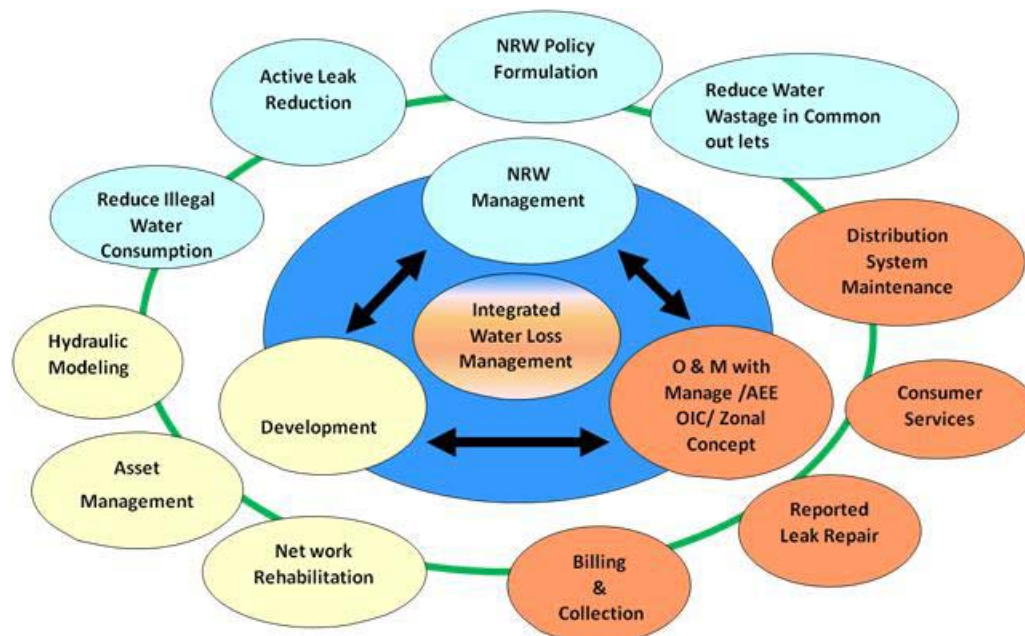 NRW Policy
Formulation
Active Leak
Reduction
Reduce Water
Wastage in Common
out lets
NRW
Management
Reduce Illegal
Water
Consumption
Distribution
System
Maintenance
Integrated
Water Loss
Management
Hydraulic
Modeling
O & M with
Manage /AEE
OIC/ Zonal
Concept
Consumer
Services
Development
Asset
Management
Reported
Leak Repair
Net work
Rehabilitation
Billing
&
Collection